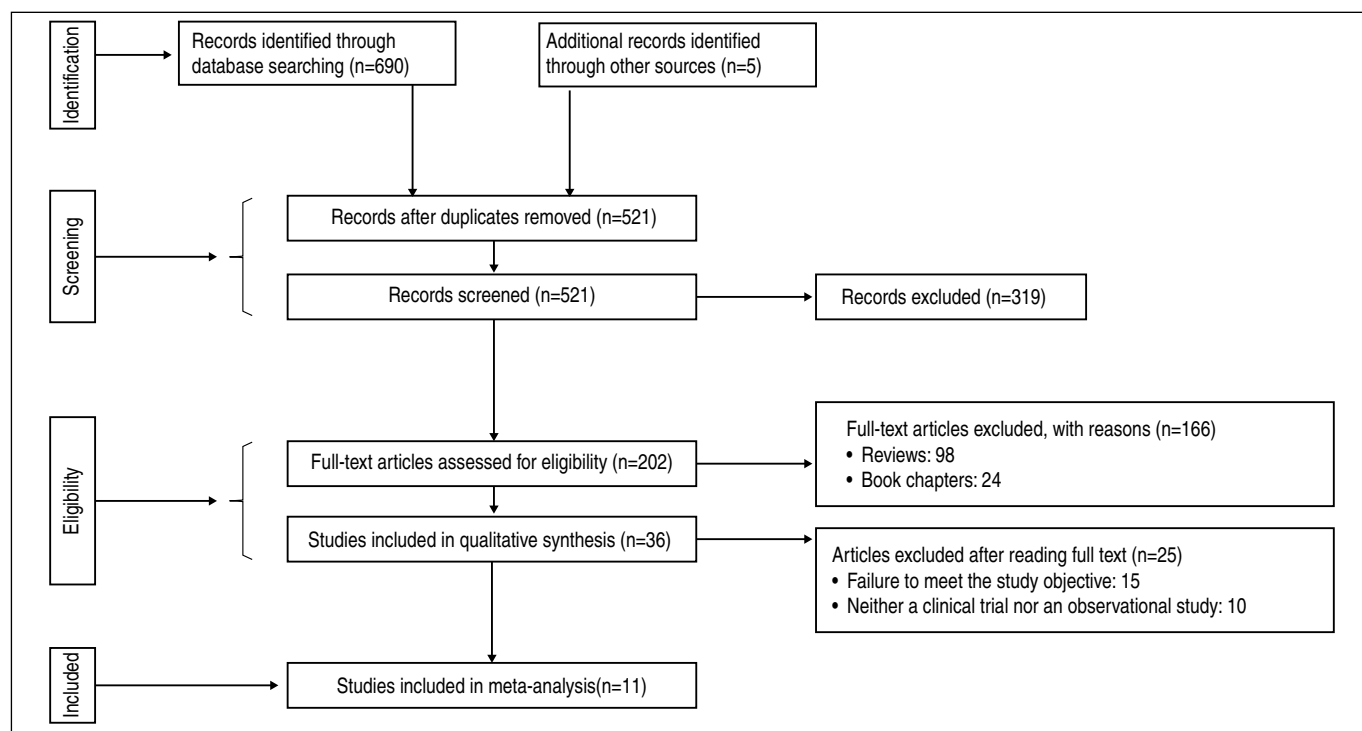 Identification
Records identified through
database searching (n=690)
Additional records identified
through other sources (n=5)
Screening
Records after duplicates removed (n=521)
Records screened (n=521)
Records excluded (n=319)
Eligibility
Full-text articles assessed for eligibility (n=202)
Full-text articles excluded, with reasons (n=166)
• Reviews: 98
• Book chapters: 24
Studies included in qualitative synthesis (n=36)
Articles excluded after reading full text (n=25)
• Failure to meet the study objective: 15
• Neither a clinical trial nor an observational study: 10
Included
Studies included in meta-analysis(n=11)